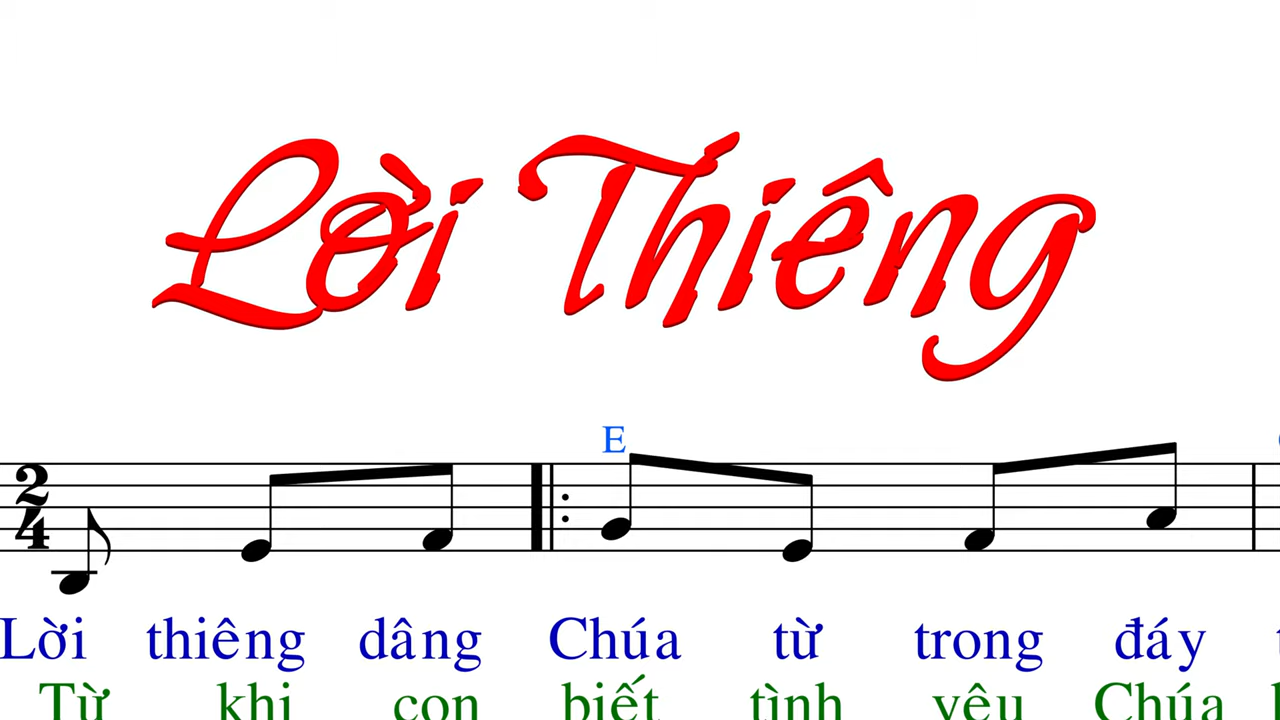 Lời Thiêng
E
2
4
Lời thiêng dâng Chúa từ trong đáy
Từ khi con biết tình yêu Chúa